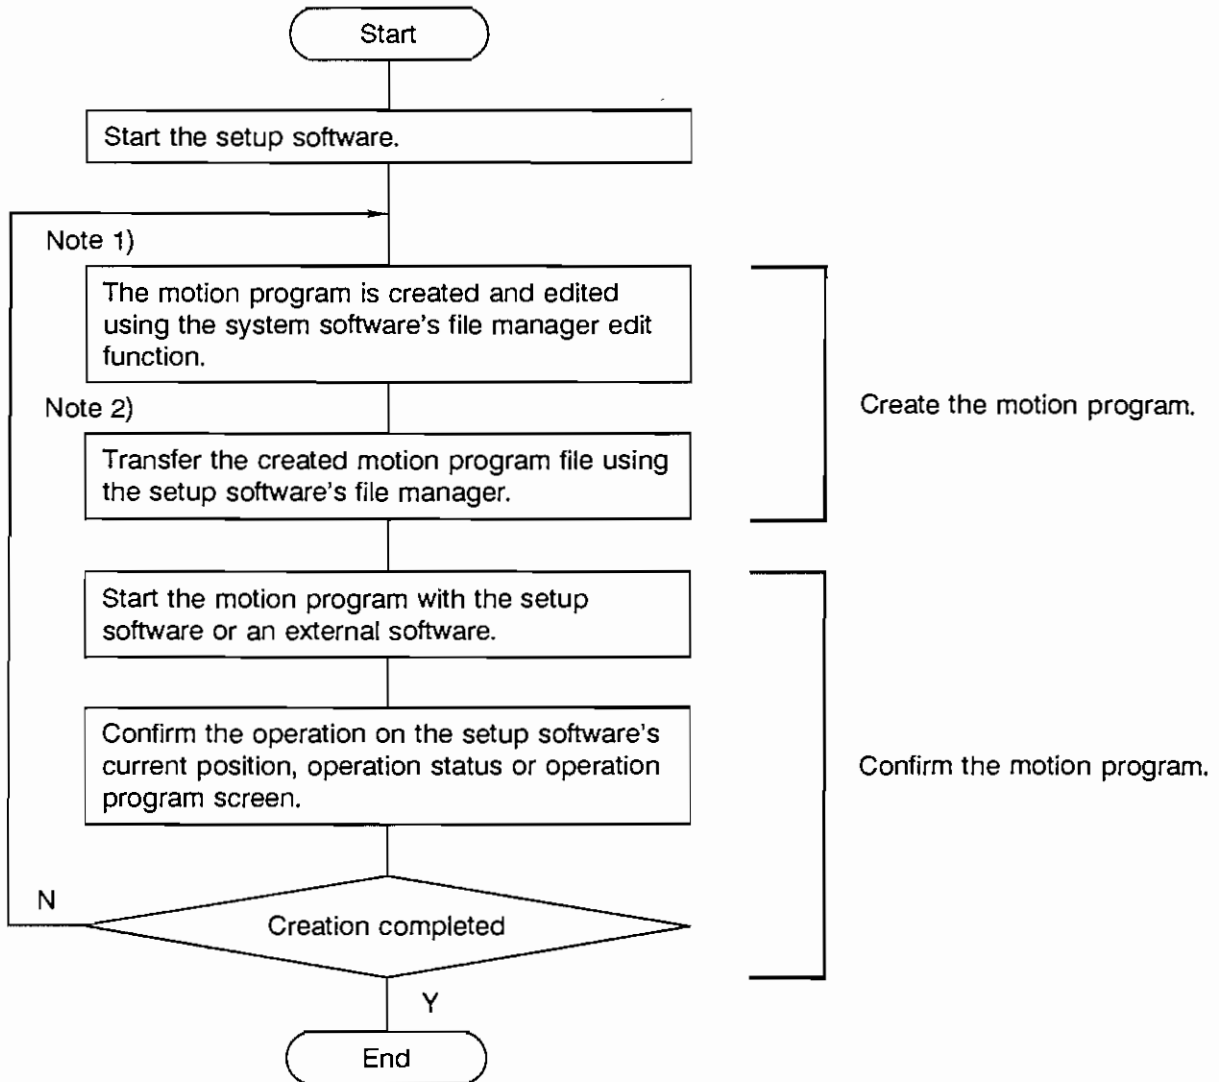 Start
Start the setup software.
Note 1)
The motion program is created and edited
using the system software's file manager edit
function.
Note 2)
Transfer the created motion program file using
the setup software's file manager.
Create the motion program.
Start the motion program with the setup
software or an external software.
Confirm the operation on the setup software's
current position, operation status or operation
program screen.
Confirm the motion program.
N
Creation completed
Y
End